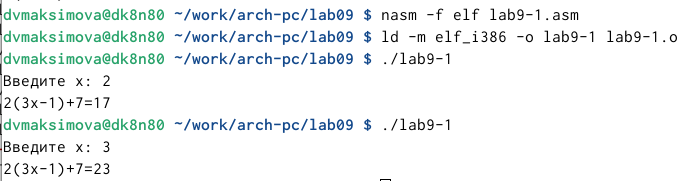 dvmaksimova@dk8n80 ~/work/arch-pc/lab09 $ nasm -f elf lab9-1.asm
dvmaksimova@dk8n80 ~/work/arch-pc/lab09 $ ld -m elf_i386 -o lab9-1 lab9-1.o
dvmaksimova@dk8n80 ~/work/arch-pc/lab09 $ ./lab9-1
Введите x: 2
2(3x-1)+7=17
dvmaksimova@dk8n80 ~/work/arch-pc/lab09 $ ./lab9-1
Введите x: 3
2(3x-1)+7=23